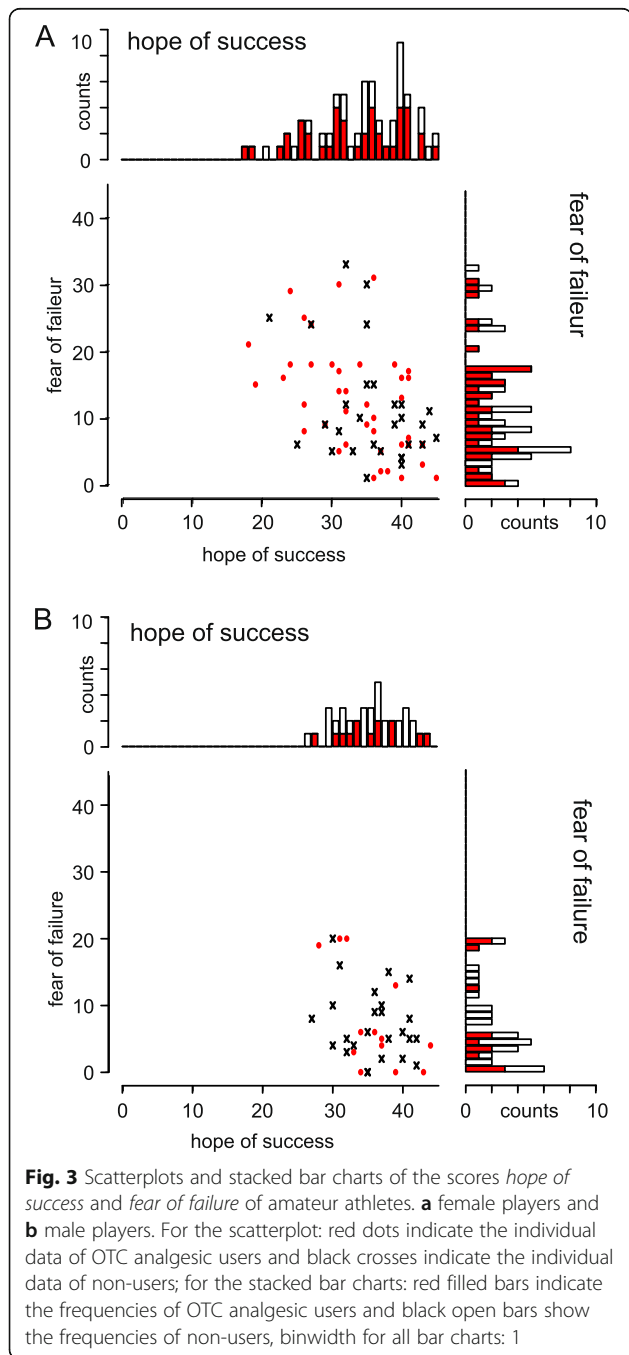 A
hope of success
10
counts
0
40
30
20
10
0
fear of faileur
fear of faileur
0 10 20 30 40
hope of success
0 counts 10
B
hope of success
10
counts
0
40
30
20
10
0
fear of failure
fear of failure
0 10 20 30 40
hope of success
0 counts 10
Fig. 3 Scatterplots and stacked bar charts of the scores hope of
success and fear of failure of amateur athletes. a female players and
b male players. For the scatterplot: red dots indicate the individual
data of OTC analgesic users and black crosses indicate the individual
data of non-users; for the stacked bar charts: red filled bars indicate
the frequencies of OTC analgesic users and black open bars show
the frequencies of non-users, binwidth for all bar charts: 1